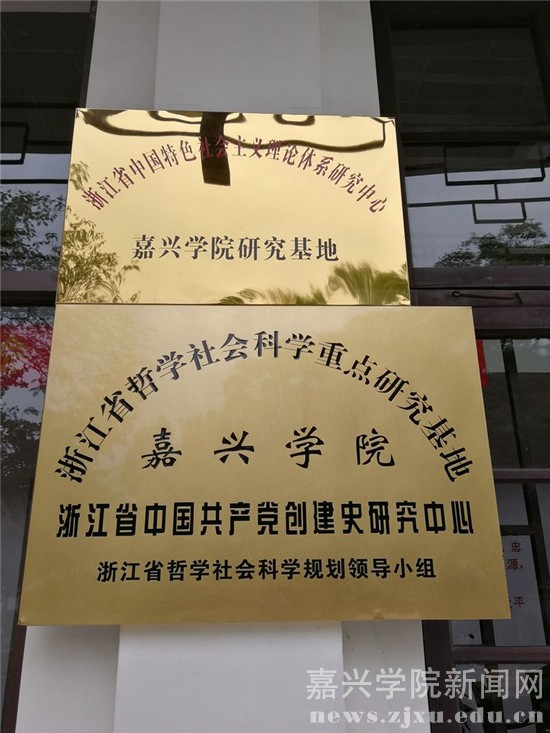 浙江省中国特色社会主义理论体系研究中心
嘉兴学院研究基地
浙江省哲学社会科学重点研究基地
嘉兴学院
浙江省中国共产党创建史研究中心
浙江省哲学社会科学规划领导小组
忠
源,
平
嘉兴学院新闻网
news.zjxu.edu.cn